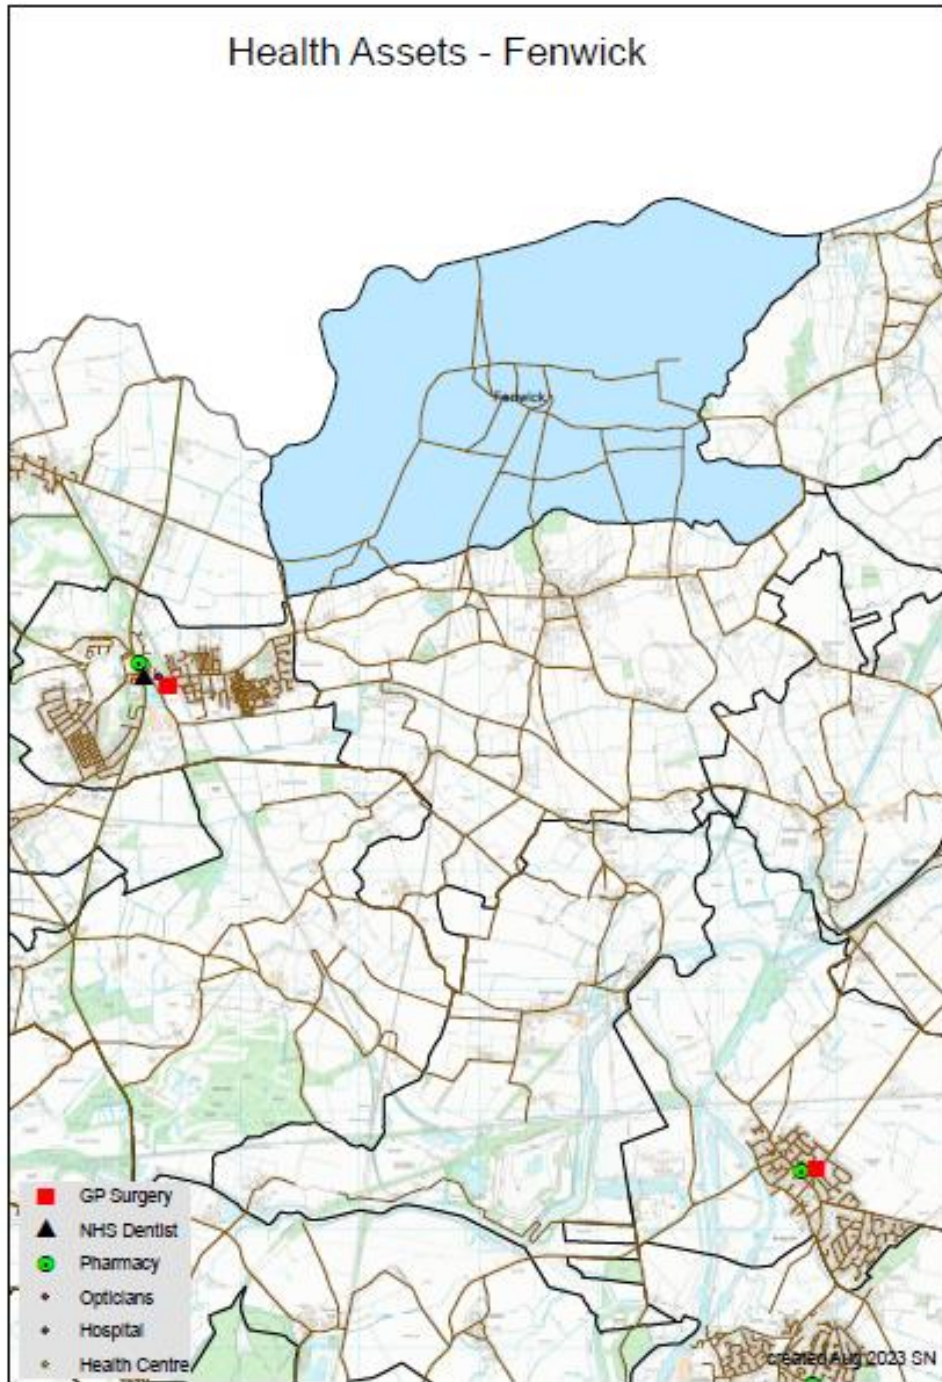 Health Assets - Fenwick
Fenwick
GP Surgery
NHS Dentist
Pharmacy
Opticians
Hospital
Health Centre
created Aug 2023 SN